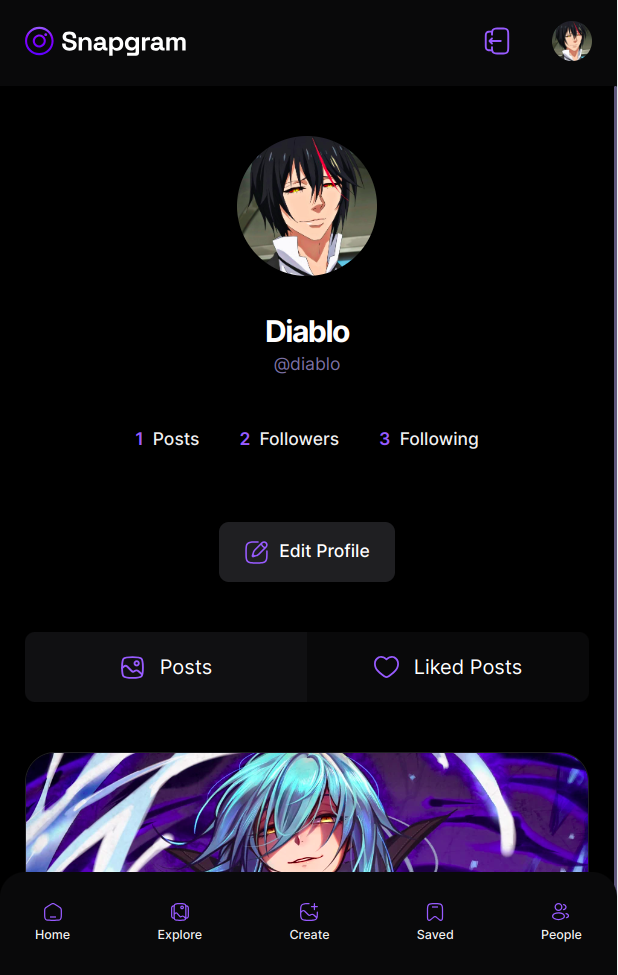 Snapgram
Diablo
@diablo
1 Posts 2 Followers 3 Following
Edit Profile
Posts Liked Posts
Home Explore Create Saved People